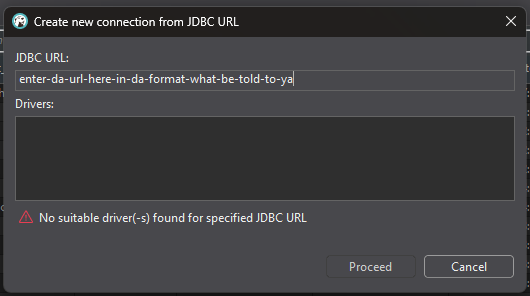 Create new connection from JDBC URL
JDBC URL:
enter-da-url-here-in-da-format-what-be-told-to-ya
Drivers:
No suitable driver(-s) found for specified JDBC URL
Proceed
Cancel